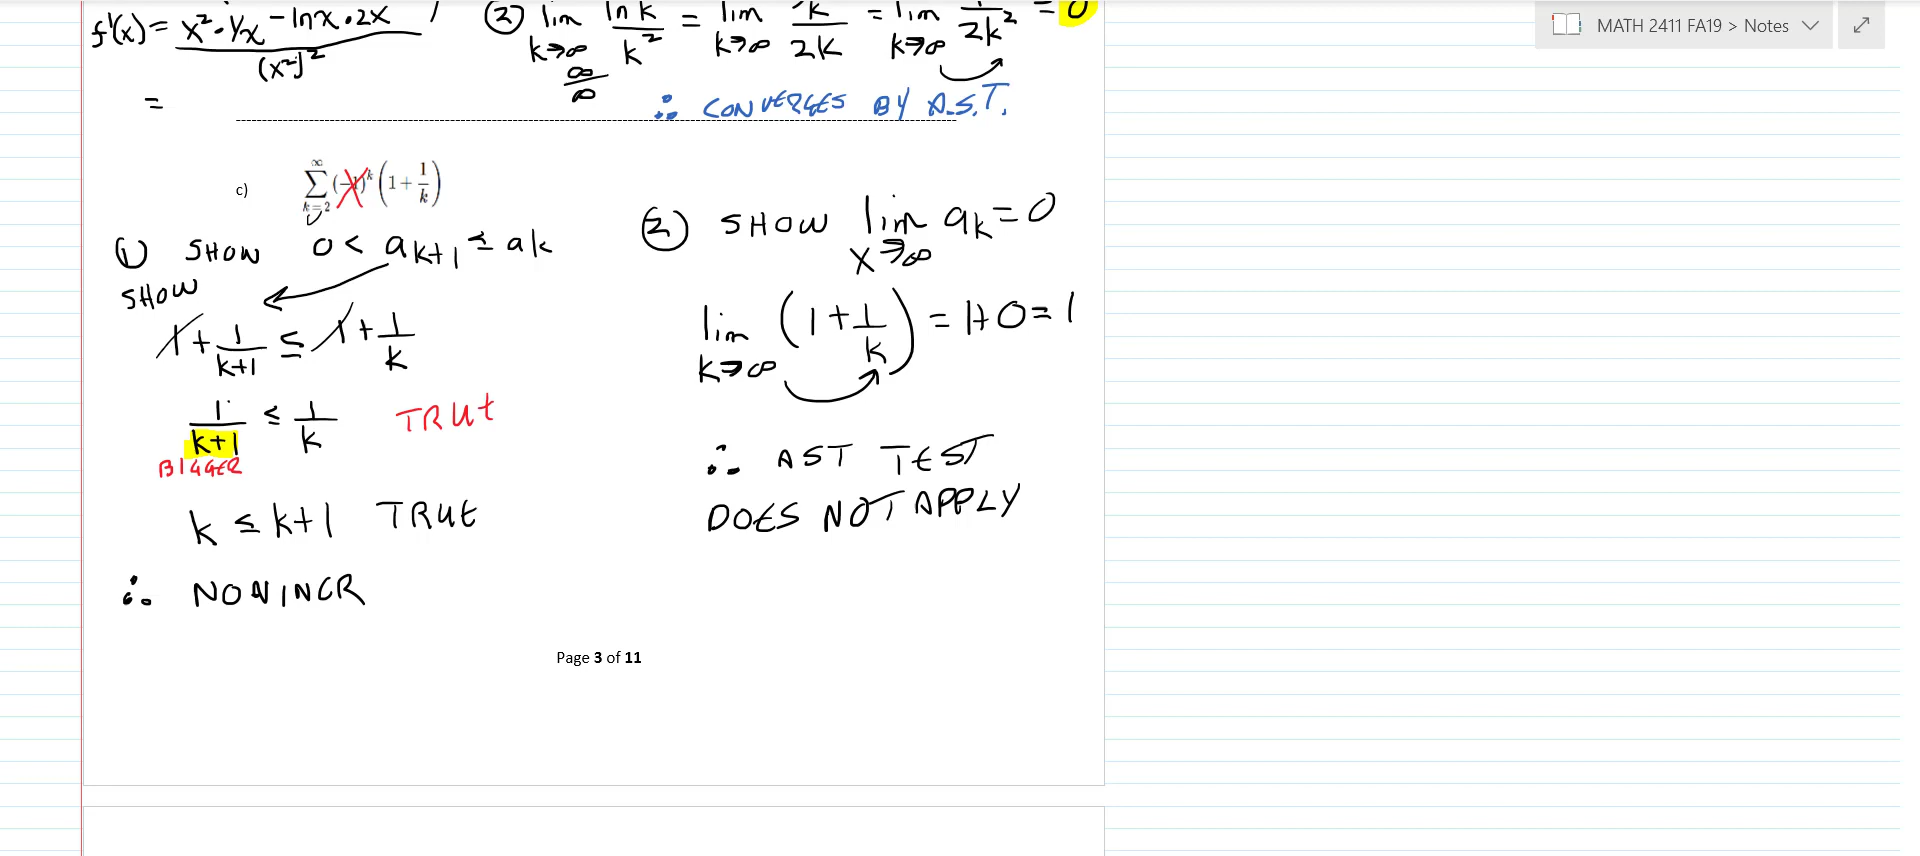 MATH 2411 FA19 > Notes
f'(x) = x² · 1/x − ln x · 2x / (x²)²
=
② lim k→∞ ln k / k² = lim k→∞ / 2k = lim k→∞ 1/2k² = 0
∞/∞
∴ CONVERGES BY A.S.T.
c) ∑ k=2 ∞ (−1)^k (1 + 1/k)
① SHOW 0 < a k+1 ≤ ak
SHOW
1 + 1/k+1 ≤ 1 + 1/k
1/k+1 ≤ 1/k TRUE
BIGGER
k ≤ k+1 TRUE
∴ NONINCR
② SHOW lim x→∞ ak = 0
lim k→∞ (1 + 1/k) = 1+0=1
∴ AST TEST
DOES NOT APPLY
Page 3 of 11